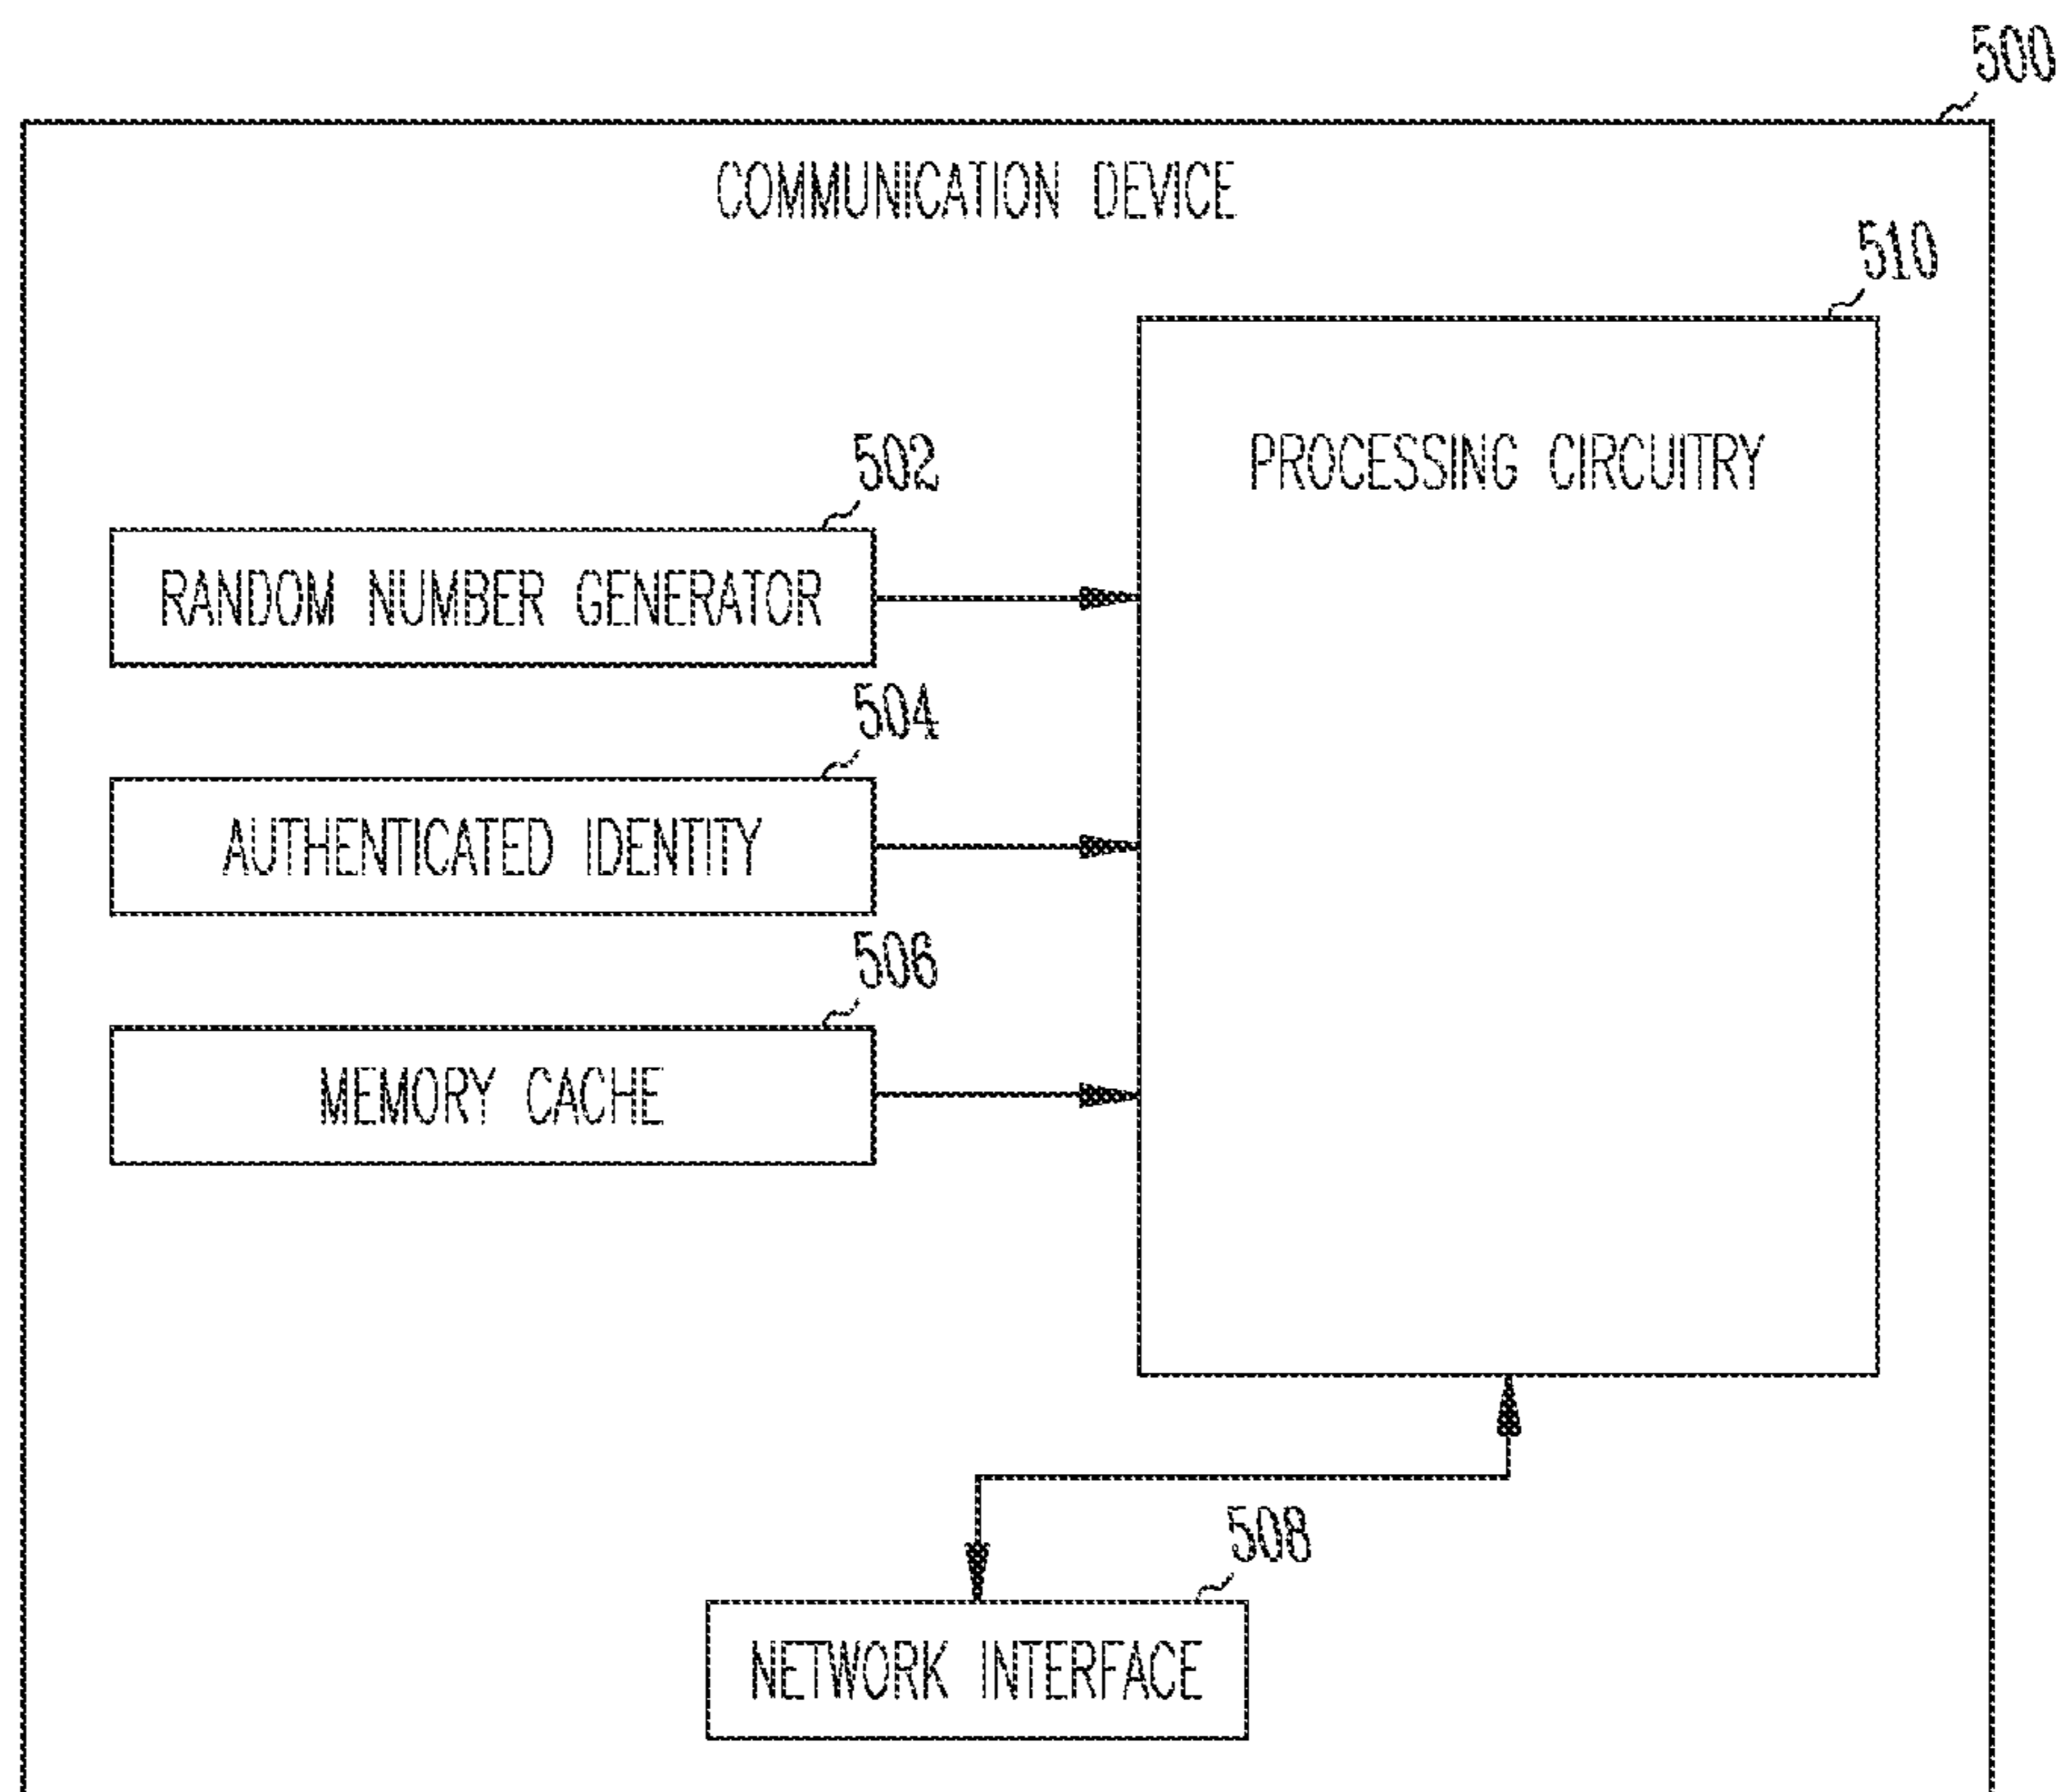 500
COMMUNICATION DEVICE
510
PROCESSING CIRCUITRY
502
RANDOM NUMBER GENERATOR
504
AUTHENTICATED IDENTITY
506
MEMORY CACHE
508
NETWORK INTERFACE